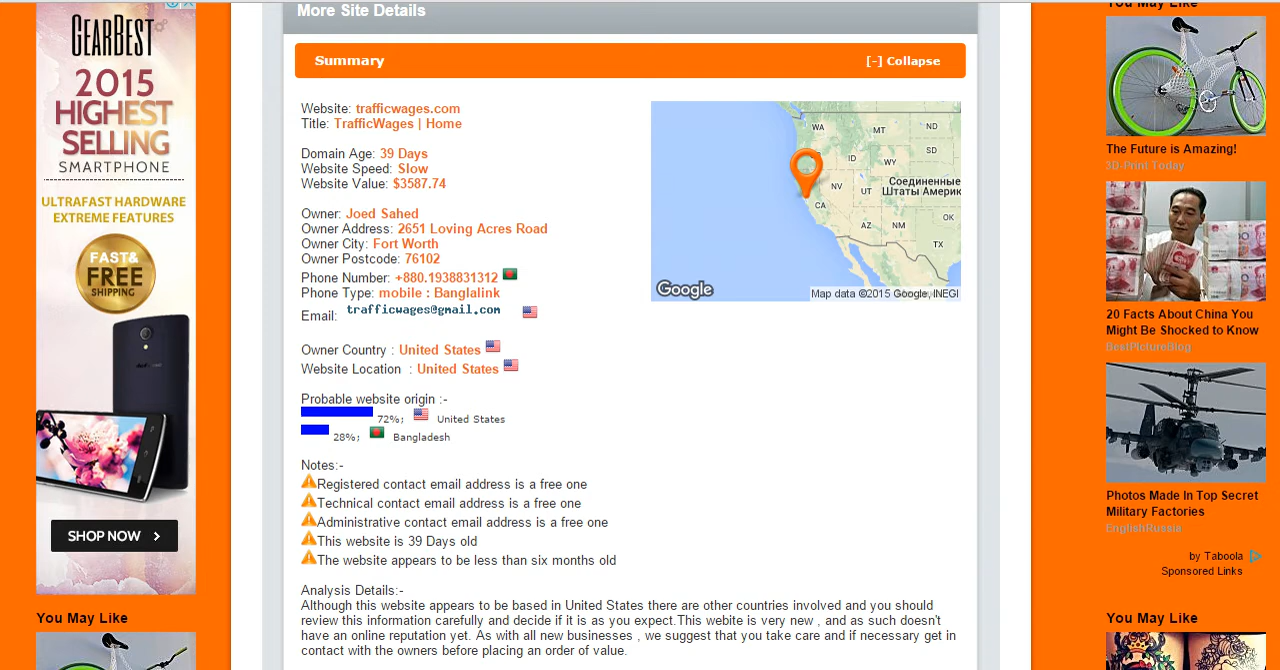 More Site Details
Summary
[-] Collapse
Website: trafficwages.com
Title: TrafficWages | Home
Domain Age: 39 Days
Website Speed: Slow
Website Value: $3587.74
Owner: Joed Sahed
Owner Address: 2651 Loving Acres Road
Owner City: Fort Worth
Owner Postcode: 76102
Phone Number: +880.1938831312
Phone Type: mobile : Banglalink
Email: trafficwages@gmail.com
Owner Country : United States
Website Location : United States
Probable website origin :-
72%; United States
28%; Bangladesh
Notes:-
Registered contact email address is a free one
Technical contact email address is a free one
Administrative contact email address is a free one
This website is 39 Days old
The website appears to be less than six months old
Analysis Details:-
Although this website appears to be based in United States there are other countries involved and you should
review this information carefully and decide if it is as you expect.This webite is very new , and as such doesn't
have an online reputation yet. As with all new businesses , we suggest that you take care and if necessary get in
contact with the owners before placing an order of value.
WA
MT
ND
SD
ID
WY
NV
UT
CA
AZ
NM
OK
TX
Соединенные
Штаты Америк
Google
Map data ©2015 Google, INEGI
GEARBEST
2015
HIGHEST
SELLING
SMARTPHONE
ULTRAFAST HARDWARE
EXTREME FEATURES
FAST&
FREE
SHIPPING
SHOP NOW >
You May Like
You May Like
The Future is Amazing!
3D-Print Today
20 Facts About China You
Might Be Shocked to Know
BestPictureBlog
Photos Made In Top Secret
Military Factories
EnglishRussia
by Taboola
Sponsored Links
You May Like